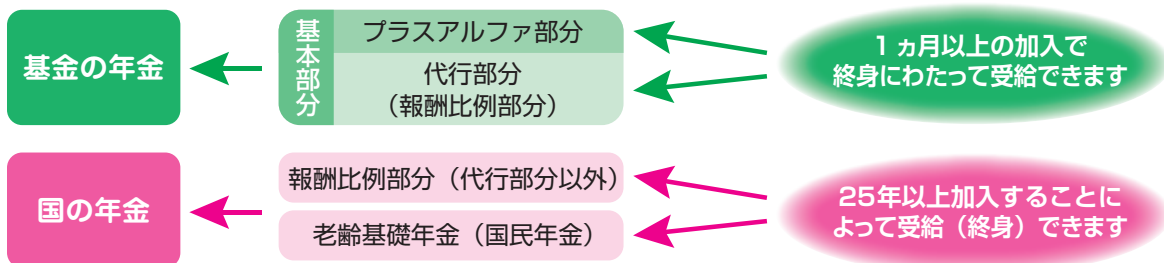 基金の年金
基本部分
プラスアルファ部分
代行部分
（報酬比例部分）
1ヵ月以上の加入で
終身にわたって受給できます
国の年金
報酬比例部分（代行部分以外）
老齢基礎年金（国民年金）
25年以上加入することに
よって受給（終身）できます